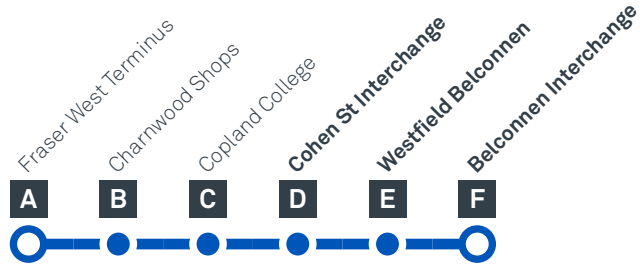 Fraser West Terminus
Charnwood Shops
Copland College
Cohen St Interchange
Westfield Belconnen
Belconnen Interchange
A
B
C
D
E
F